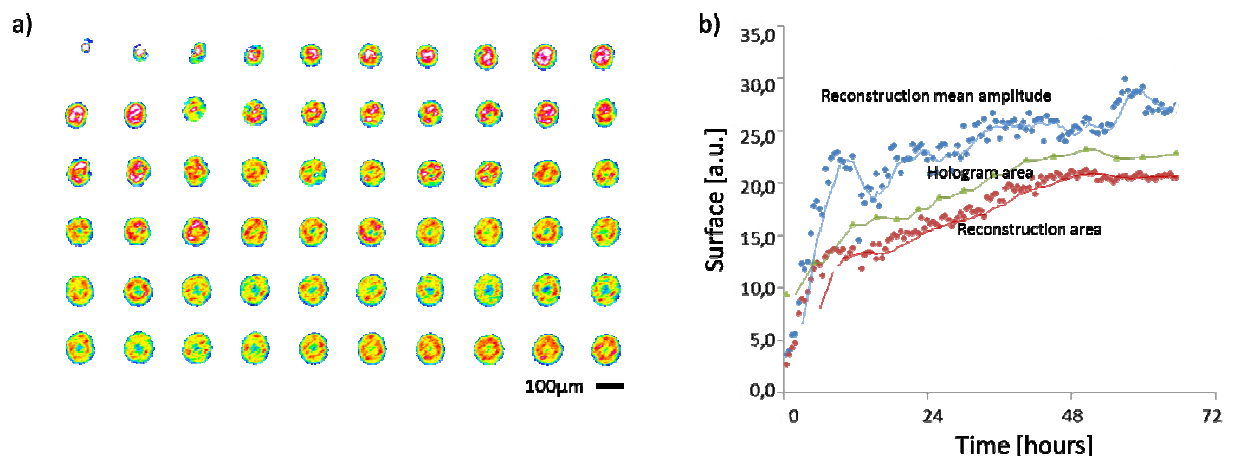 a)
100µm
b)
35,0
30,0
25,0
20,0
15,0
10,0
5,0
0,0
Surface [a.u.]
Reconstruction mean amplitude
Hologram area
Reconstruction area
0 24 48 72
Time [hours]